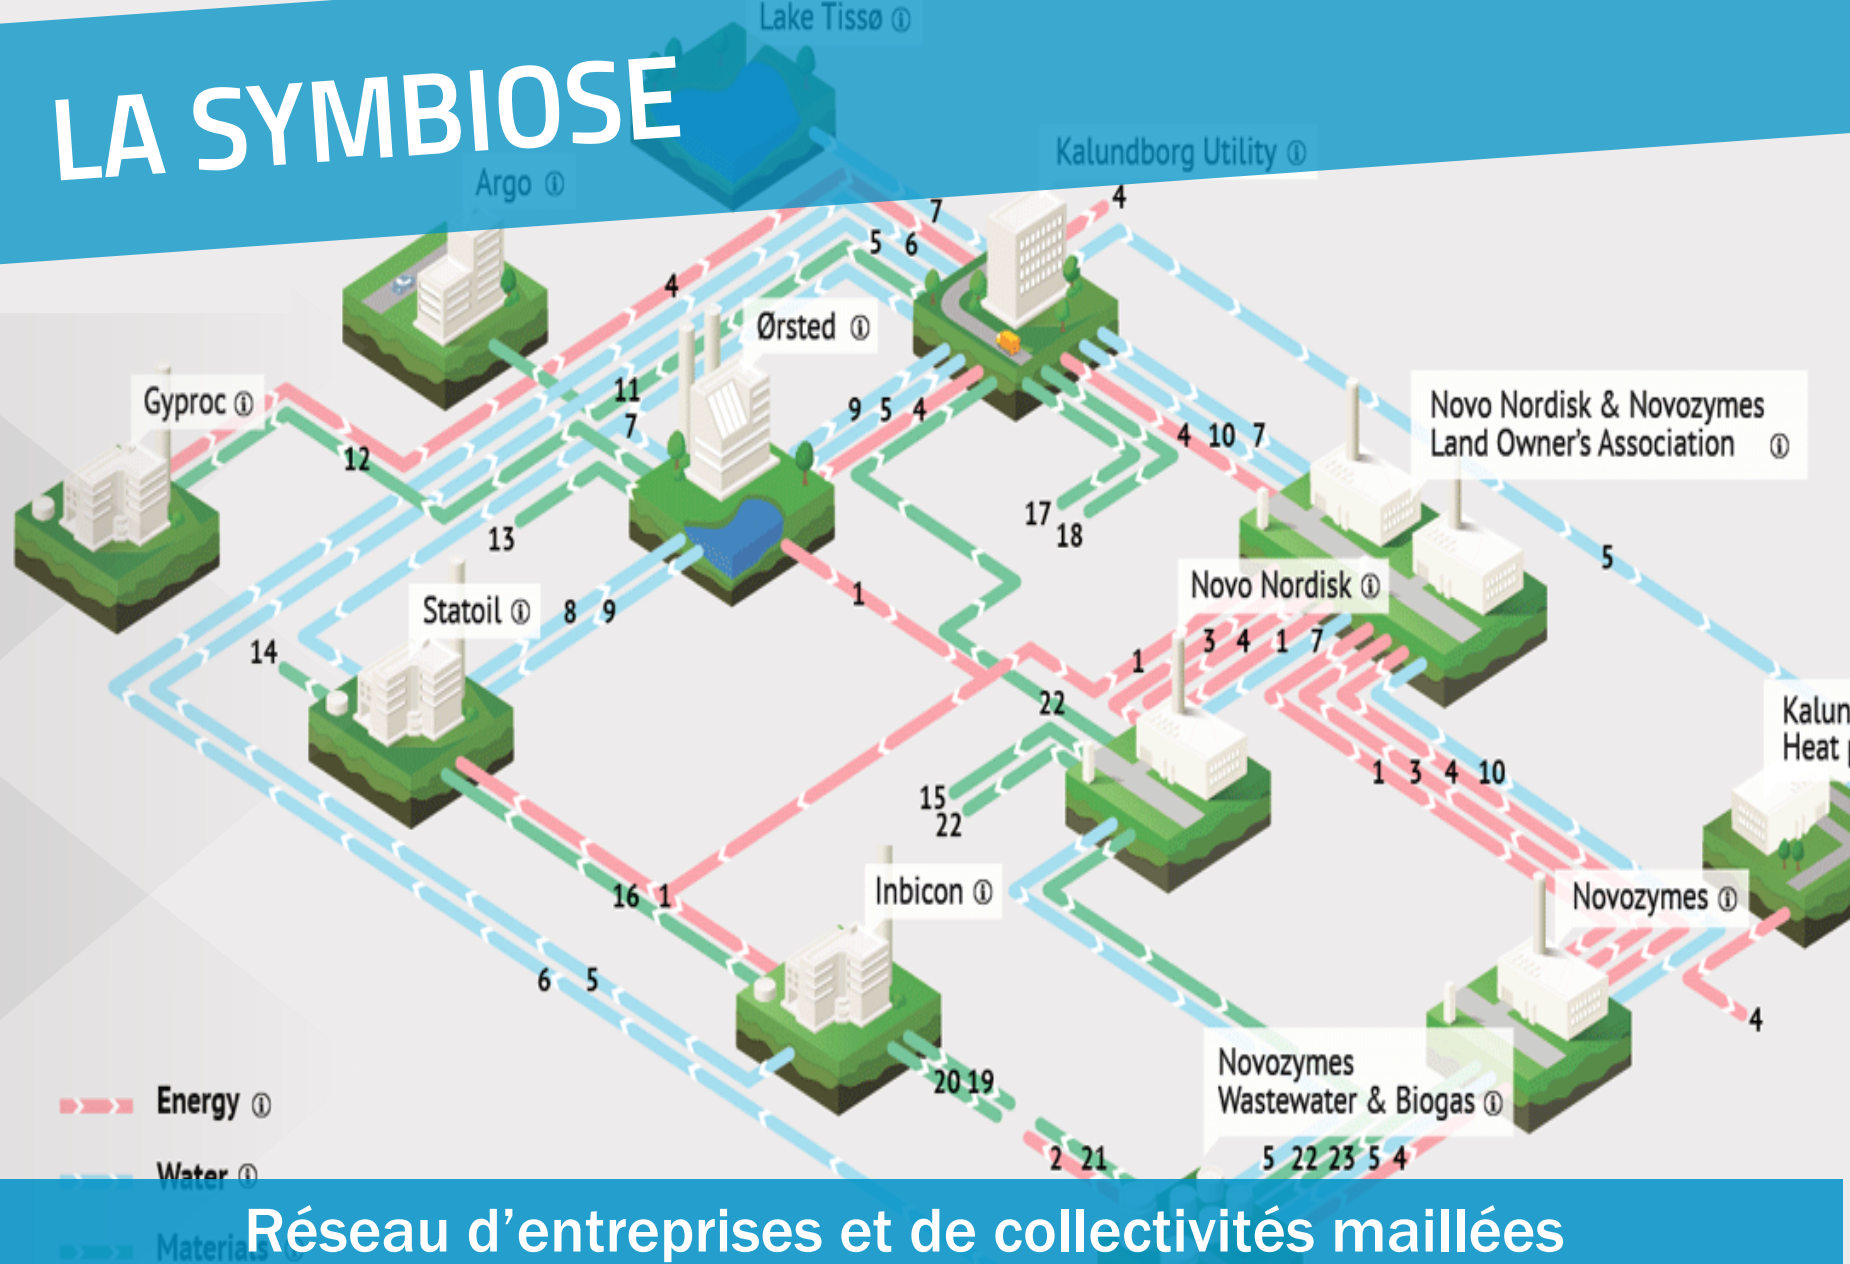 Lake Tissø
LA SYMBIOSE
Kalundborg Utility
Argo
4
7
5 6
4
Ørsted
11
7
Gyproc
12
9 5 4
4 10 7
Novo Nordisk & Novozymes
Land Owner's Association
13
17
18
5
1
Novo Nordisk
Statoil
8 9
14
3 4 1 7
1
22
Kalun
Heat
1 3 4 10
15
22
16 1
Inbicon
Novozymes
6 5
4
Novozymes
Wastewater & Biogas
20 19
Energy
2 21
5 22 23 5 4
Water
Materials
Réseau d'entreprises et de collectivités maillées